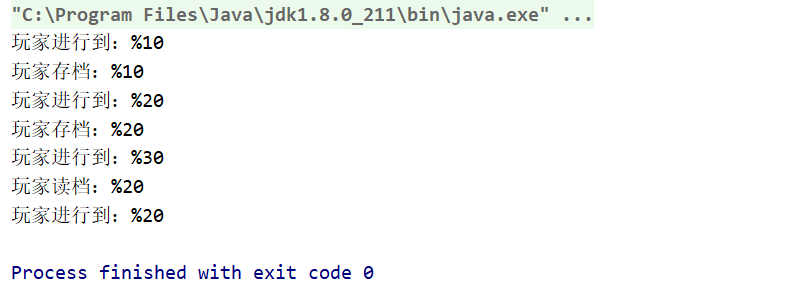 "C:\Program Files\Java\jdk1.8.0_211\bin\java.exe" ...
玩家进行到：%10
玩家存档：%10
玩家进行到：%20
玩家存档：%20
玩家进行到：%30
玩家读档：%20
玩家进行到：%20
Process finished with exit code 0